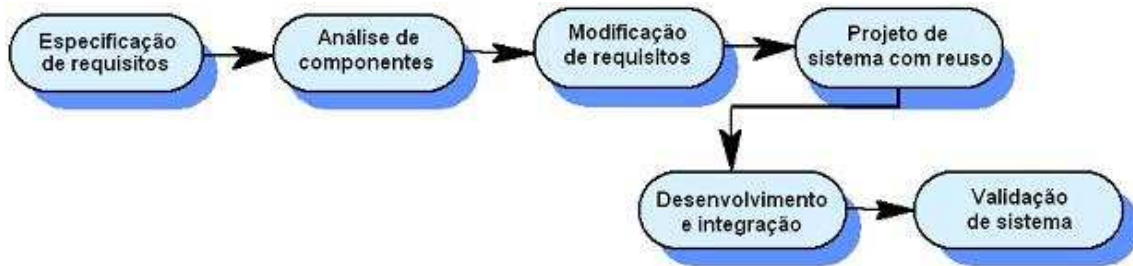 Especificação
de requisitos
Análise de
componentes
Modificação
de requisitos
Projeto de
sistema com reuso
Desenvolvimento
e integração
Validação
de sistema